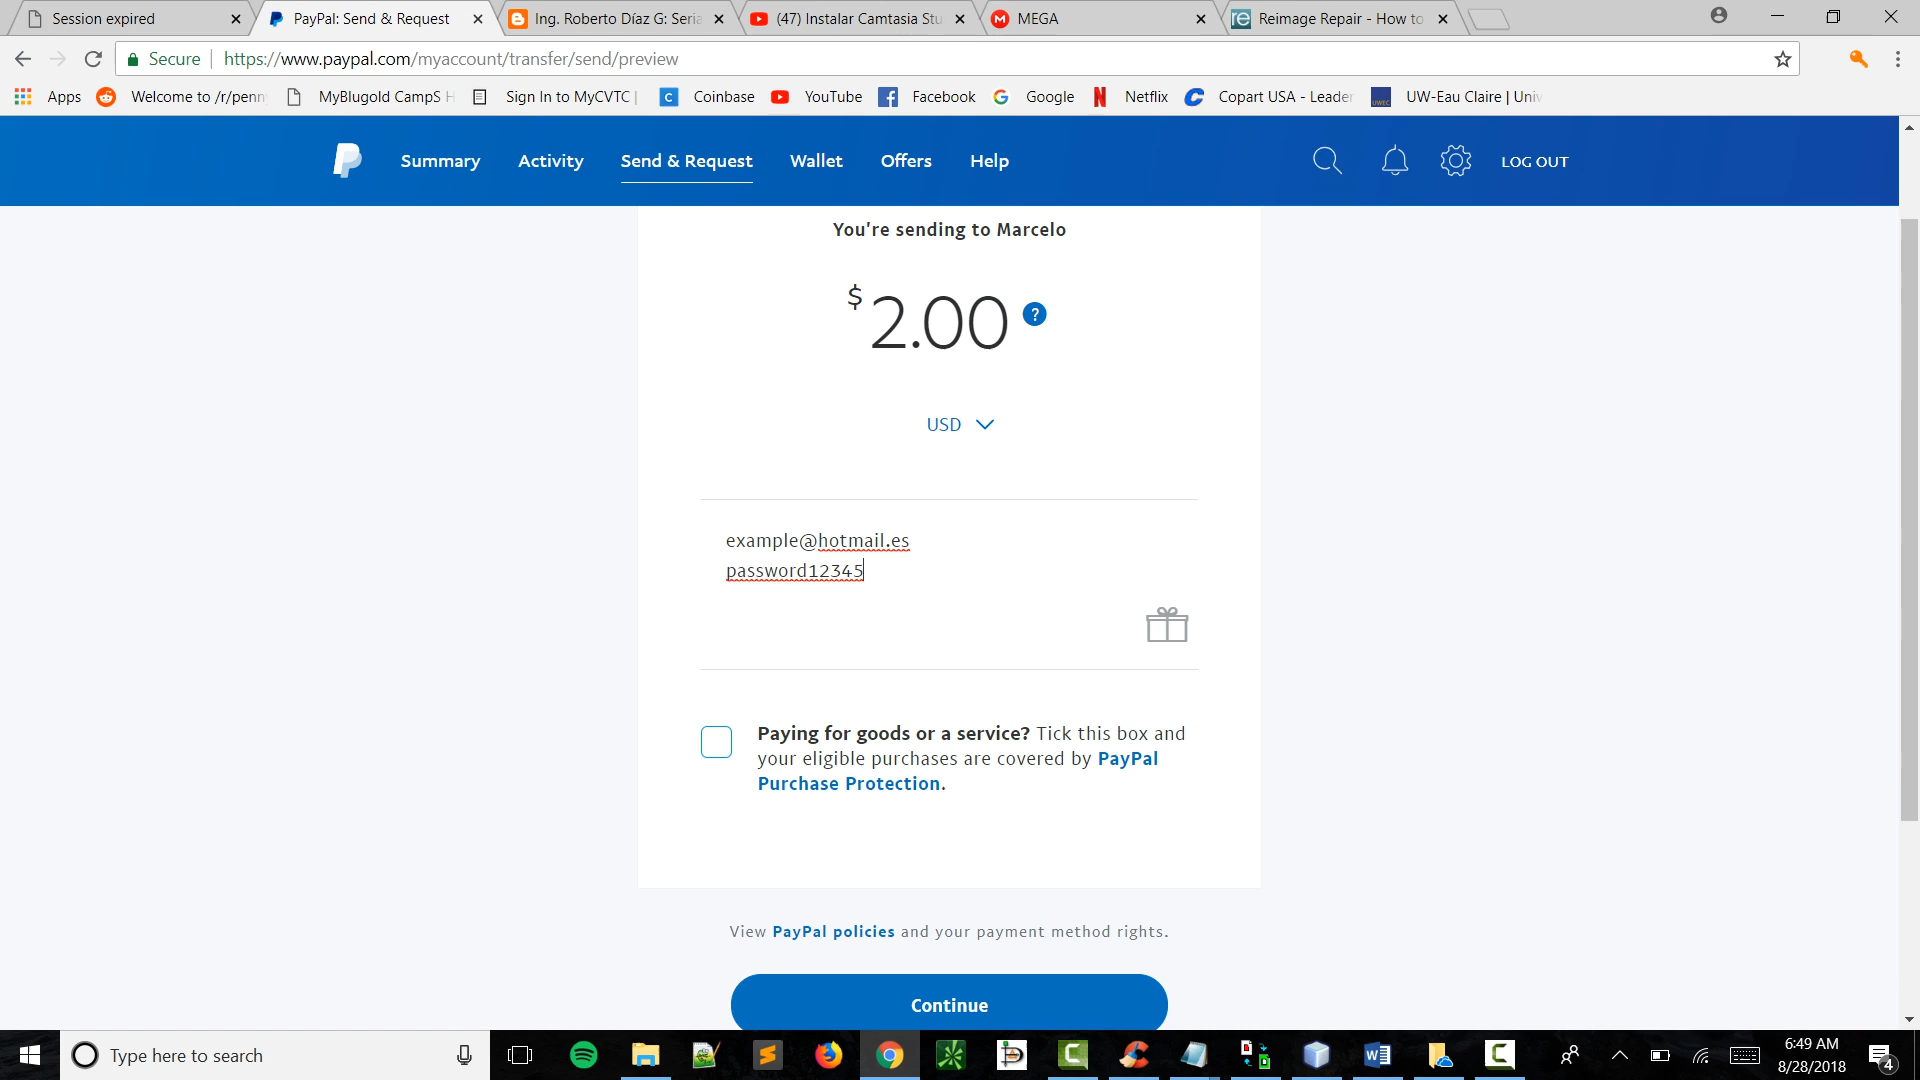 Session expired
PayPal: Send & Request
Ing. Roberto Díaz G: Seria
(47) Instalar Camtasia Stu
MEGA
Reimage Repair - How to
Secure
https://www.paypal.com/myaccount/transfer/send/preview
Apps
Welcome to /r/penn
MyBlugold CampS H
Sign In to MyCVTC |
Coinbase
YouTube
Facebook
Google
Netflix
Copart USA - Leader
UW-Eau Claire | Univ
Summary
Activity
Send & Request
Wallet
Offers
Help
LOG OUT
You're sending to Marcelo
$2.00 ?
USD
example@hotmail.es
password12345
Paying for goods or a service? Tick this box and
your eligible purchases are covered by PayPal
Purchase Protection.
View PayPal policies and your payment method rights.
Continue
Type here to search
6:49 AM
8/28/2018
4